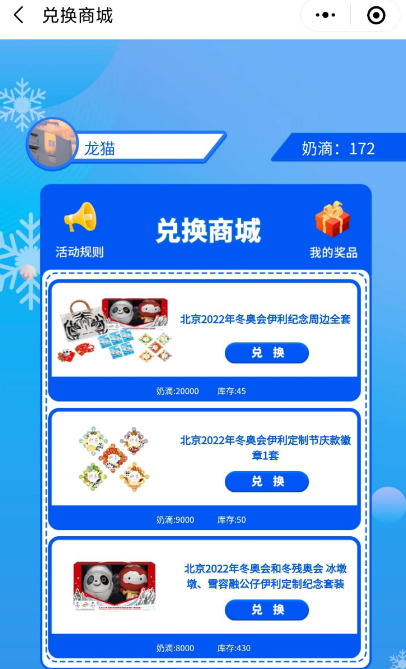 兑换商城
龙猫
奶滴：172
兑换商城
活动规则
我的奖品
北京2022年冬奥会伊利纪念周边全套
兑 换
奶滴:20000 库存:45
北京2022年冬奥会伊利定制节庆款徽
章1套
兑 换
奶滴:9000 库存:50
北京2022年冬奥会和冬残奥会 冰墩
墩、雪容融公仔伊利定制纪念套装
兑 换
奶滴:8000 库存:430